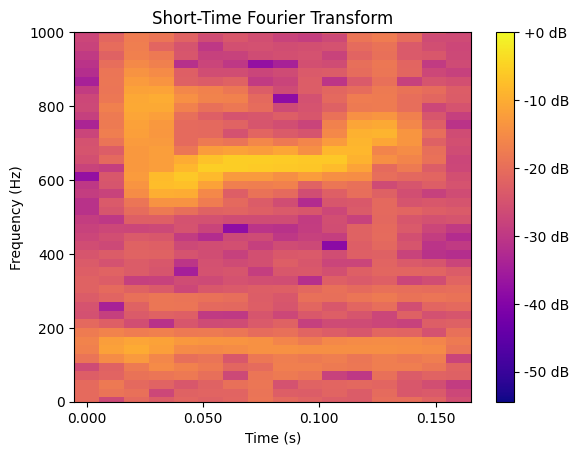 Short-Time Fourier Transform
1000
800
600
400
200
0
Frequency (Hz)
0.000
0.050
0.100
0.150
Time (s)
+0 dB
-10 dB
-20 dB
-30 dB
-40 dB
-50 dB